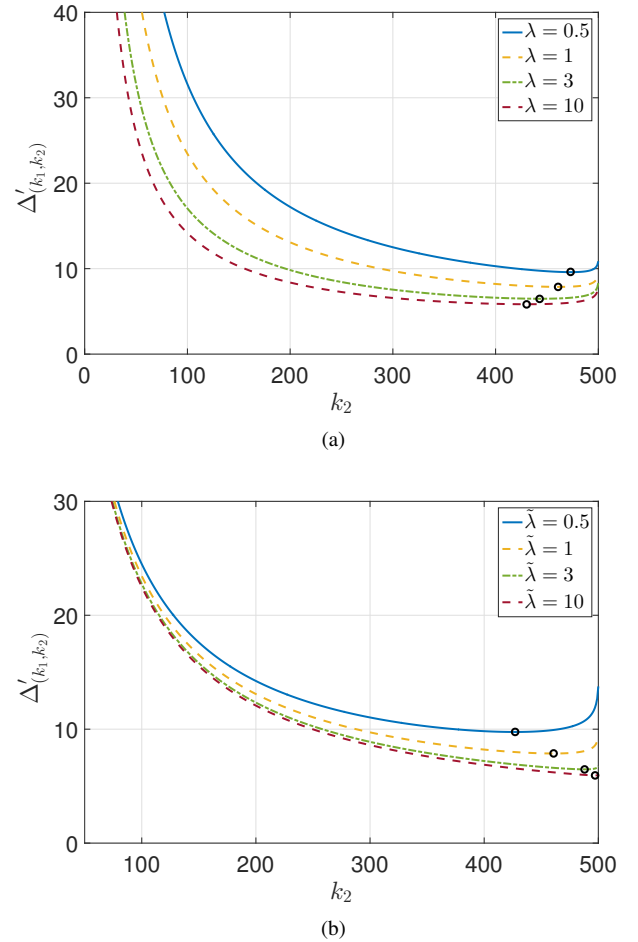 40
30
20
10
0
Δ′(k₁,k₂)
λ = 0.5
λ = 1
λ = 3
λ = 10
0 100 200 300 400 500
k₂
(a)
30
20
10
0
Δ′(k₁,k₂)
λ̃ = 0.5
λ̃ = 1
λ̃ = 3
λ̃ = 10
100 200 300 400 500
k₂
(b)